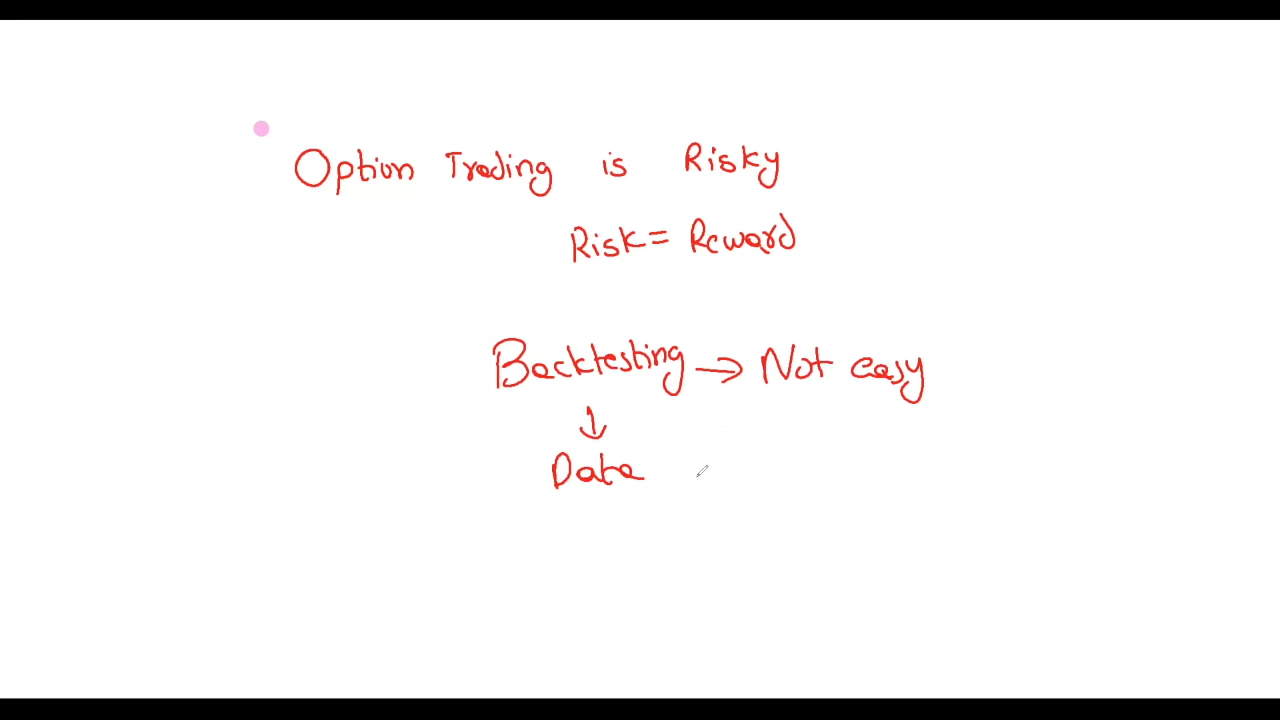 Option Trading is Risky
Risk = Reward
Backtesting → Not easy
↓
Data